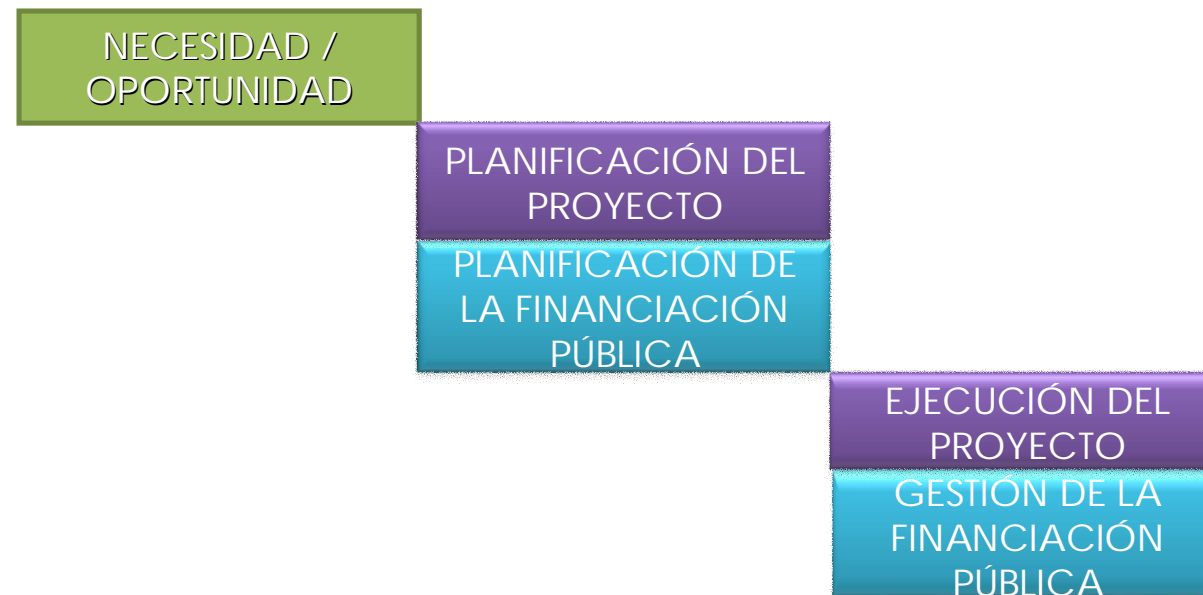 NECESIDAD /
OPORTUNIDAD
PLANIFICACIÓN DEL
PROYECTO
PLANIFICACIÓN DE
LA FINANCIACIÓN
PÚBLICA
EJECUCIÓN DEL
PROYECTO
GESTIÓN DE LA
FINANCIACIÓN
PÚBLICA